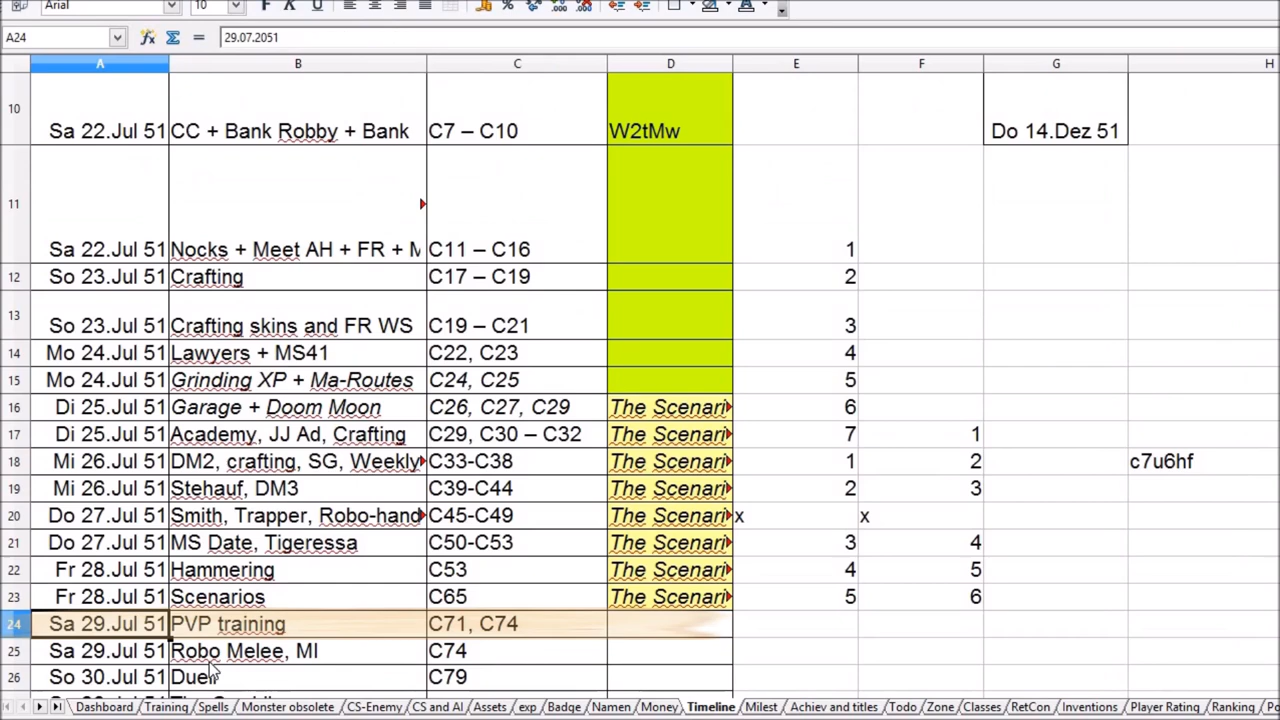 Arial 10
A24 29.07.2051
A B C D E F G H
10 Sa 22.Jul 51 CC + Bank Robby + Bank C7 – C10 W2tMw Do 14.Dez 51
11 Sa 22.Jul 51 Nocks + Meet AH + FR + M C11 – C16 1
12 So 23.Jul 51 Crafting C17 – C19 2
13 So 23.Jul 51 Crafting skins and FR WS C19 – C21 3
14 Mo 24.Jul 51 Lawyers + MS41 C22, C23 4
15 Mo 24.Jul 51 Grinding XP + Ma-Routes C24, C25 5
16 Di 25.Jul 51 Garage + Doom Moon C26, C27, C29 The Scenari 6
17 Di 25.Jul 51 Academy, JJ Ad, Crafting C29, C30 – C32 The Scenari 7 1
18 Mi 26.Jul 51 DM2, crafting, SG, Weekly C33-C38 The Scenari 1 2 c7u6hf
19 Mi 26.Jul 51 Stehauf, DM3 C39-C44 The Scenari 2 3
20 Do 27.Jul 51 Smith, Trapper, Robo-hand C45-C49 The Scenari x x
21 Do 27.Jul 51 MS Date, Tigeressa C50-C53 The Scenari 3 4
22 Fr 28.Jul 51 Hammering C53 The Scenari 4 5
23 Fr 28.Jul 51 Scenarios C65 The Scenari 5 6
24 Sa 29.Jul 51 PVP training C71, C74
25 Sa 29.Jul 51 Robo Melee, MI C74
26 So 30.Jul 51 Duel C79
Dashboard Training Spells Monster obsolete CS-Enemy CS and AI Assets exp Badge Namen Money Timeline Milest Achiev and titles Todo Zone Classes RetCon Inventions Player Rating Ranking